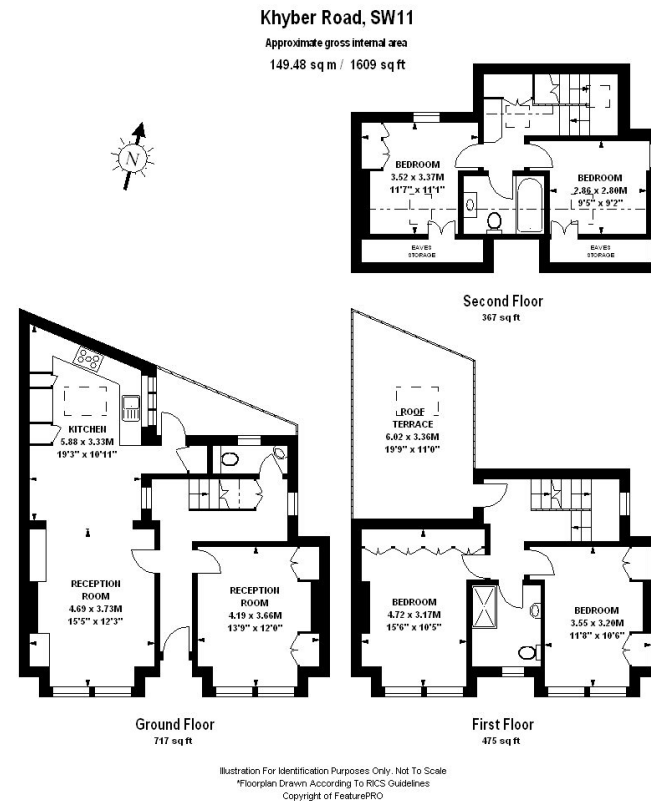 Khyber Road, SW11
Approximate gross internal area
149.48 sq m / 1609 sq ft
N
BEDROOM
3.52 x 3.37M
11'7" x 11'1"
BEDROOM
2.86 x 2.80M
9'5" x 9'2"
EAVES
STORAGE
EAVES
STORAGE
Second Floor
367 sq ft
KITCHEN
5.88 x 3.33M
19'3" x 10'11"
RECEPTION
ROOM
4.69 x 3.73M
15'5" x 12'3"
RECEPTION
ROOM
4.19 x 3.66M
13'9" x 12'0"
Ground Floor
717 sq ft
ROOF
TERRACE
6.02 x 3.36M
19'9" x 11'0"
BEDROOM
4.72 x 3.17M
15'6" x 10'5"
BEDROOM
3.55 x 3.20M
11'8" x 10'6"
First Floor
475 sq ft
Illustration For Identification Purposes Only. Not To Scale
*Floorplan Drawn According To RICS Guidelines
Copyright of FeaturePRO